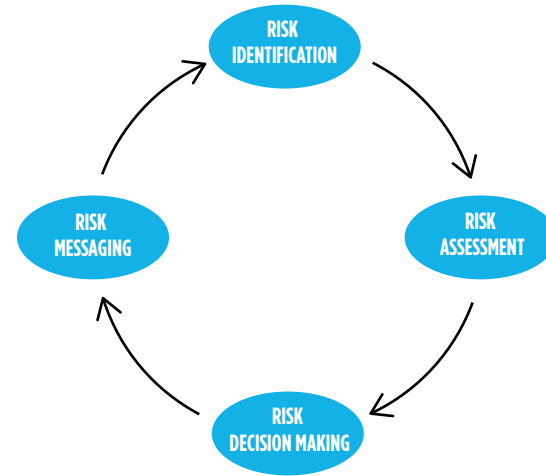 RISK
IDENTIFICATION
RISK
ASSESSMENT
RISK
DECISION MAKING
RISK
MESSAGING